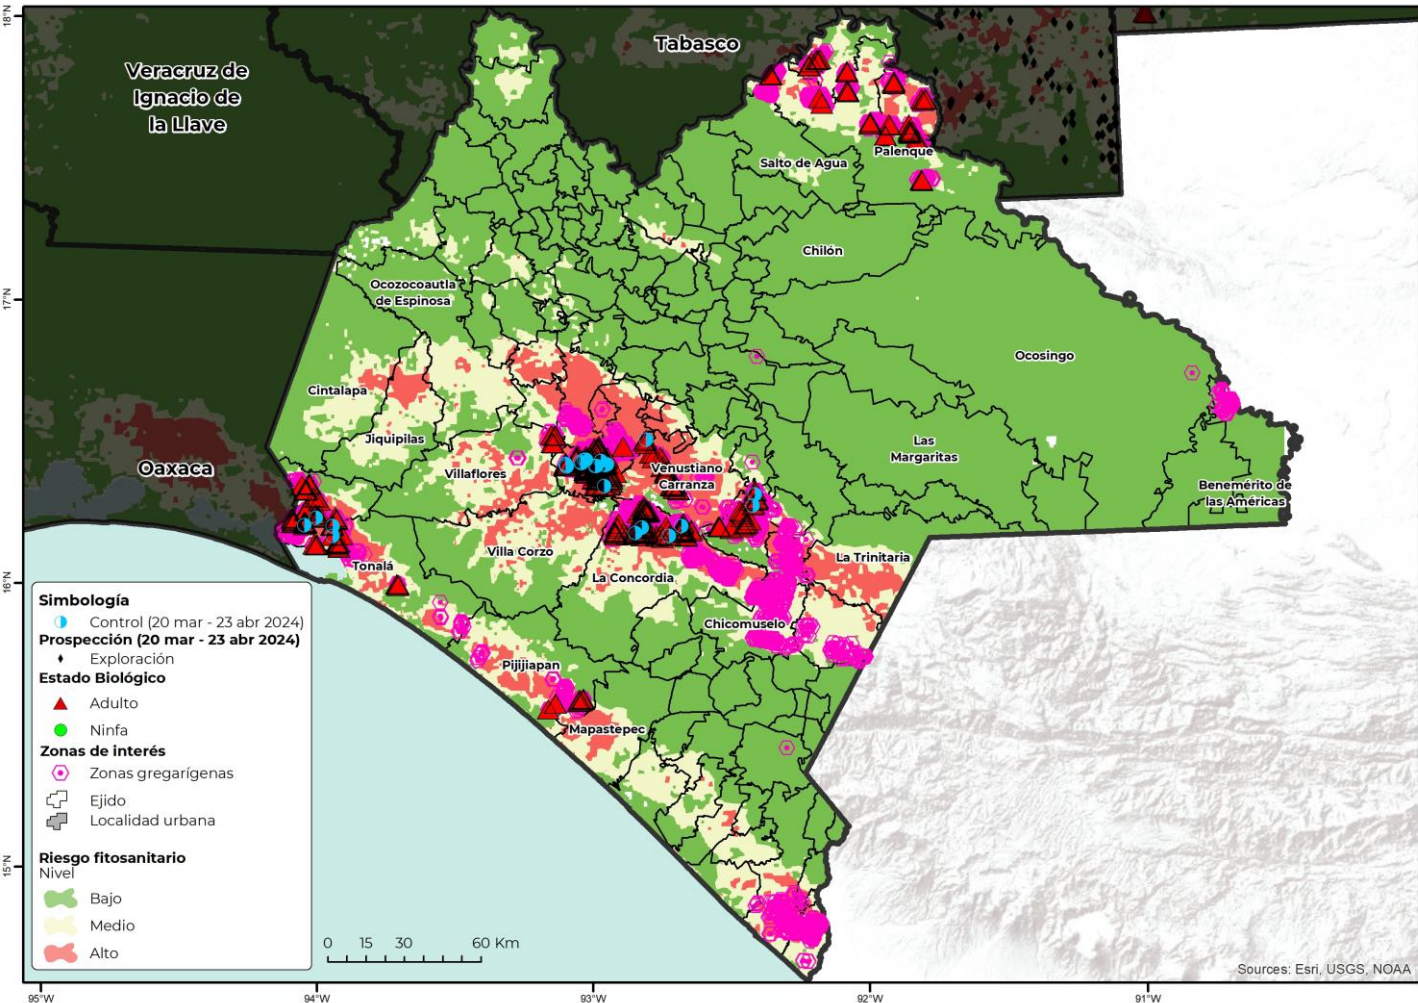 18°N
17°N
16°N
15°N
Tabasco
Veracruz de
Ignacio de
la Llave
Salto de Agua
Palenque
Chilón
Ocozocoautla
de Espinosa
Ocosingo
Cintalapa
Jiquipilas
Las
Margaritas
Oaxaca
Villaflores
Venustiano
Carranza
Benemérito de
las Américas
Villa Corzo
La Trinitaria
Tonalá
La Concordia
Chicomuselo
Pijijiapan
Mapastepec
Simbología
Control (20 mar - 23 abr 2024)
Prospección (20 mar - 23 abr 2024)
Exploración
Estado Biológico
Adulto
Ninfa
Zonas de interés
Zonas gregarígenas
Ejido
Localidad urbana
Riesgo fitosanitario
Nivel
Bajo
Medio
Alto
0 15 30 60 Km
Sources: Esri, USGS, NOAA
95°W 94°W 93°W 92°W 91°W